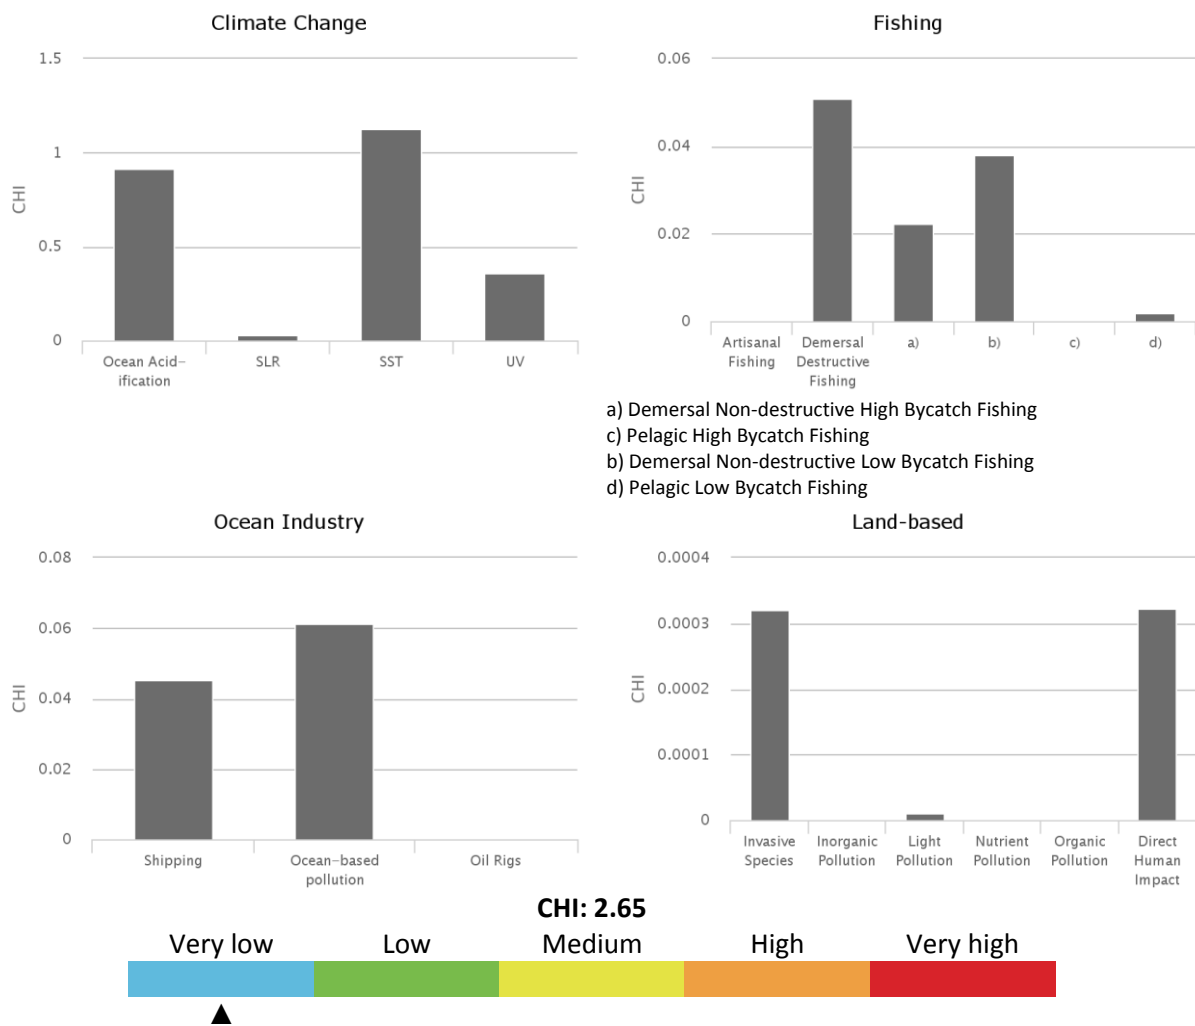 Climate Change
1.5
1
0.5
0
CHI
Ocean Acid–
ification
SLR
SST
UV
Fishing
0.06
0.04
0.02
0
CHI
Artisanal
Fishing
Demersal
Destructive
Fishing
a)
b)
c)
d)
a) Demersal Non-destructive High Bycatch Fishing
c) Pelagic High Bycatch Fishing
b) Demersal Non-destructive Low Bycatch Fishing
d) Pelagic Low Bycatch Fishing
Ocean Industry
0.08
0.06
0.04
0.02
0
CHI
Shipping
Ocean–based
pollution
Oil Rigs
Land-based
0.0004
0.0003
0.0002
0.0001
0
CHI
Invasive
Species
Inorganic
Pollution
Light
Pollution
Nutrient
Pollution
Organic
Pollution
Direct
Human
Impact
CHI: 2.65
Very low Low Medium High Very high